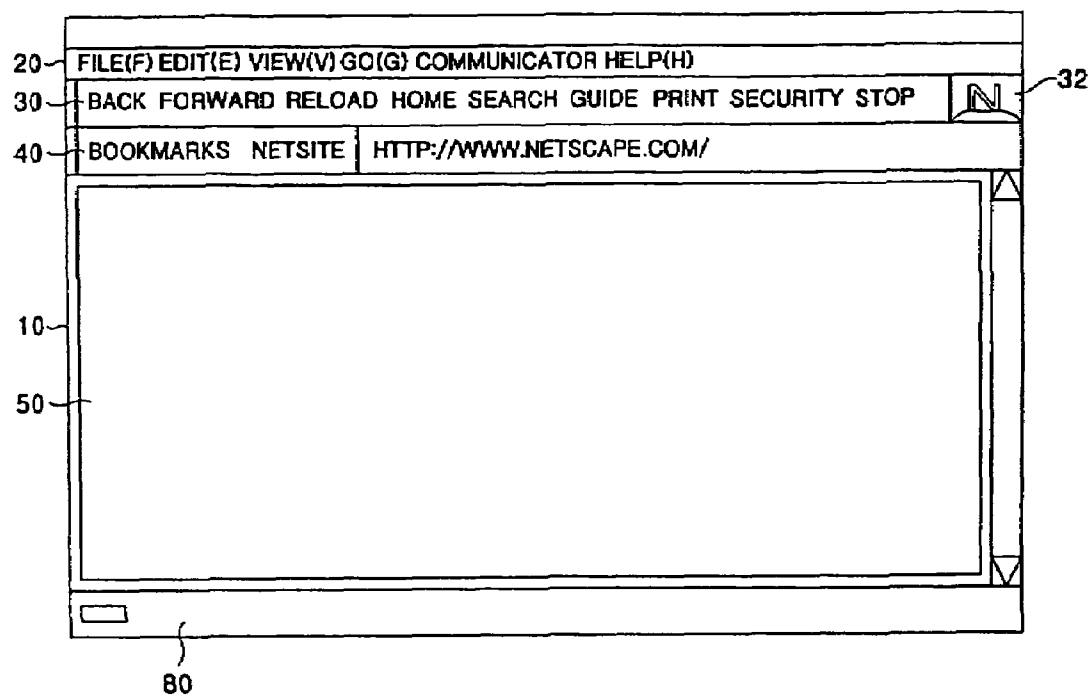 20 FILE(F) EDIT(E) VIEW(V) GO(G) COMMUNICATOR HELP(H)
30 BACK FORWARD RELOAD HOME SEARCH GUIDE PRINT SECURITY STOP N 32
40 BOOKMARKS NETSITE HTTP://WWW.NETSCAPE.COM/
10
50
80